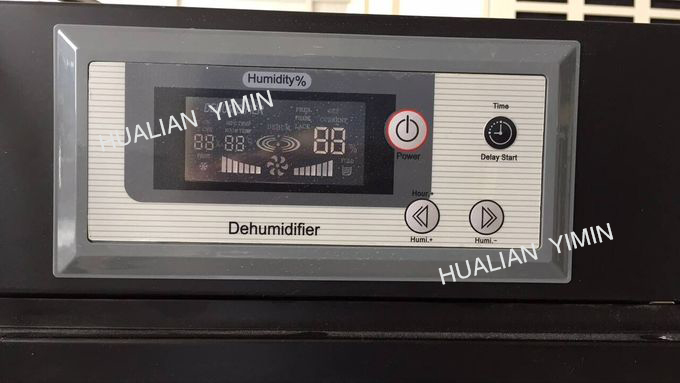 Humidity%
HUALIAN YIMIN
88 88
88 %
Power
Time
Delay Start
Hour.+
Humi.+
Humi.-
Dehumidifier
HUALIAN YIMIN